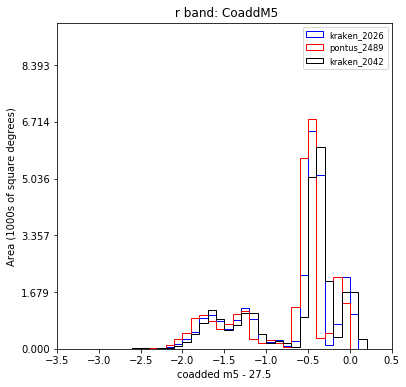 r band: CoaddM5
kraken_2026
pontus_2489
kraken_2042
Area (1000s of square degrees)
8.393
6.714
5.036
3.357
1.679
0.000
−3.5 −3.0 −2.5 −2.0 −1.5 −1.0 −0.5 0.0 0.5
coadded m5 - 27.5